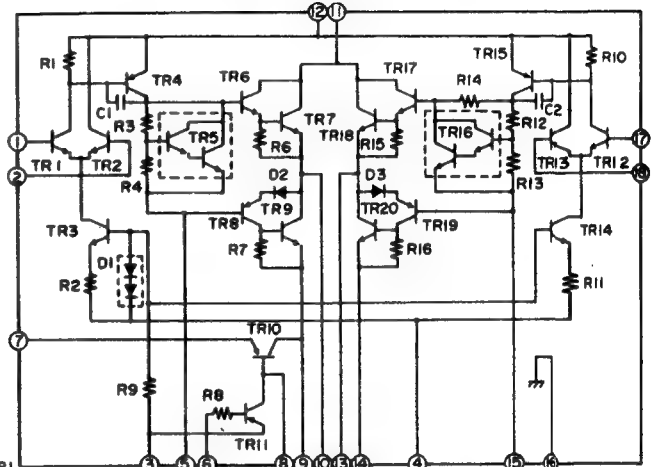 12 11
R1 TR4 TR6 TR17 TR15 R10
R14
C1 R3 TR5 TR7 TR18 TR16 C2 R12
1 R6 R15 17
TR1 TR2 TR13 TR12
2 R4 D2 D3 R13 18
TR9 TR20
TR3 TR8 TR19 TR14
D1 R7 R16
R2 R11
7 TR10
R9 R8
TR11
3 5 6 8 9 10 13 14 4 15 16